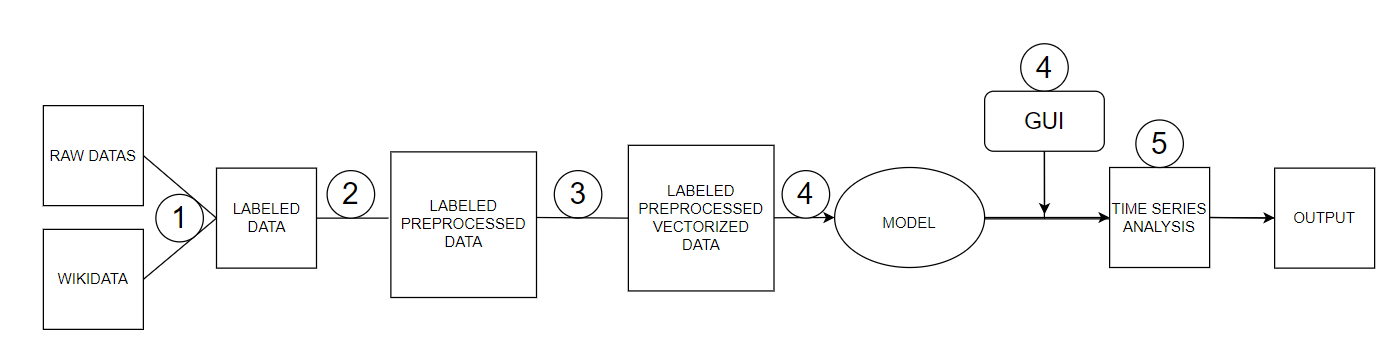 RAW DATAS
WIKIDATA
1
LABELED
DATA
2
LABELED
PREPROCESSED
DATA
3
LABELED
PREPROCESSED
VECTORIZED
DATA
4
MODEL
4
GUI
5
TIME SERIES
ANALYSIS
OUTPUT